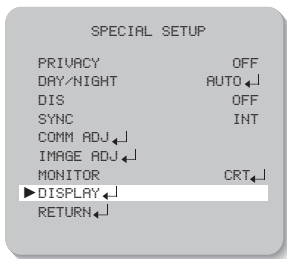 SPECIAL SETUP
PRIVACY OFF
DAY/NIGHT AUTO↲
DIS OFF
SYNC INT
COMM ADJ↲
IMAGE ADJ↲
MONITOR CRT↲
►DISPLAY↲
RETURN↲